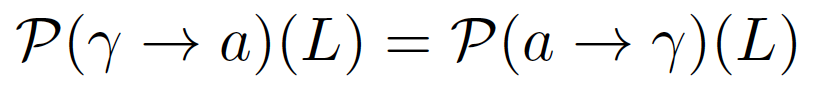 𝒫(γ → a)(L) = 𝒫(a → γ)(L)